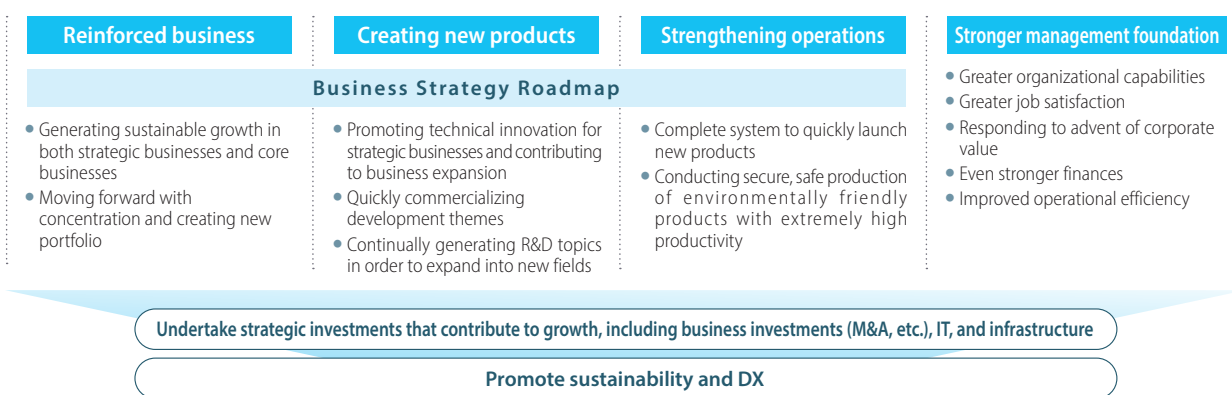 Reinforced business
Creating new products
Strengthening operations
Stronger management foundation
Business Strategy Roadmap
• Generating sustainable growth in
both strategic businesses and core
businesses
• Moving forward with
concentration and creating new
portfolio
• Promoting technical innovation for
strategic businesses and contributing
to business expansion
• Quickly commercializing
development themes
• Continually generating R&D topics
in order to expand into new fields
• Complete system to quickly launch
new products
• Conducting secure, safe production
of environmentally friendly
products with extremely high
productivity
• Greater organizational capabilities
• Greater job satisfaction
• Responding to advent of corporate
value
• Even stronger finances
• Improved operational efficiency
Undertake strategic investments that contribute to growth, including business investments (M&A, etc.), IT, and infrastructure
Promote sustainability and DX